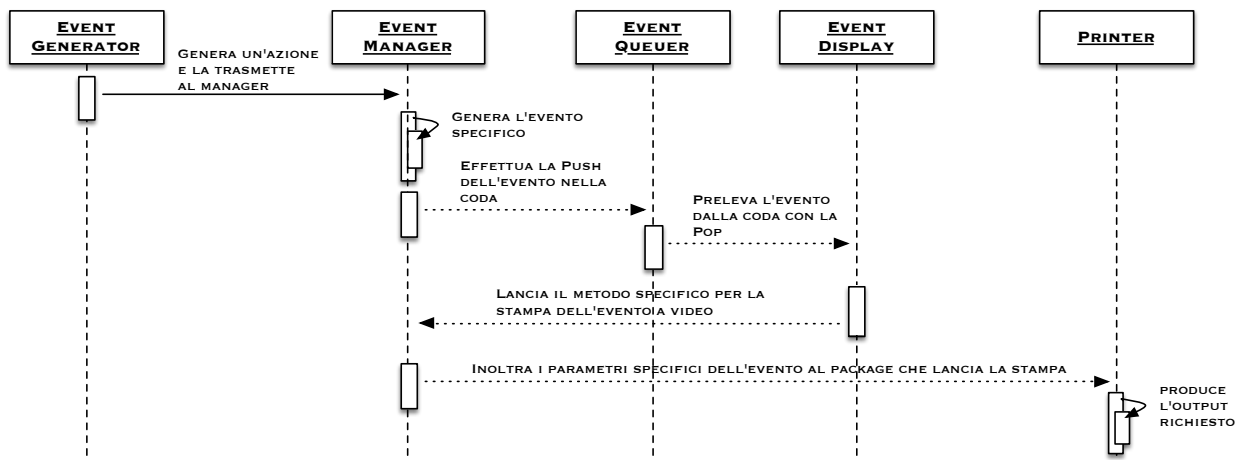 EVENT
GENERATOR
EVENT
MANAGER
EVENT
QUEUER
EVENT
DISPLAY
PRINTER
GENERA UN'AZIONE
E LA TRASMETTE
AL MANAGER
GENERA L'EVENTO
SPECIFICO
EFFETTUA LA PUSH
DELL'EVENTO NELLA
CODA
PRELEVA L'EVENTO
DALLA CODA CON LA
POP
LANCIA IL METODO SPECIFICO PER LA
STAMPA DELL'EVENTO A VIDEO
INOLTRA I PARAMETRI SPECIFICI DELL'EVENTO AL PACKAGE CHE LANCIA LA STAMPA
PRODUCE
L'OUTPUT
RICHIESTO